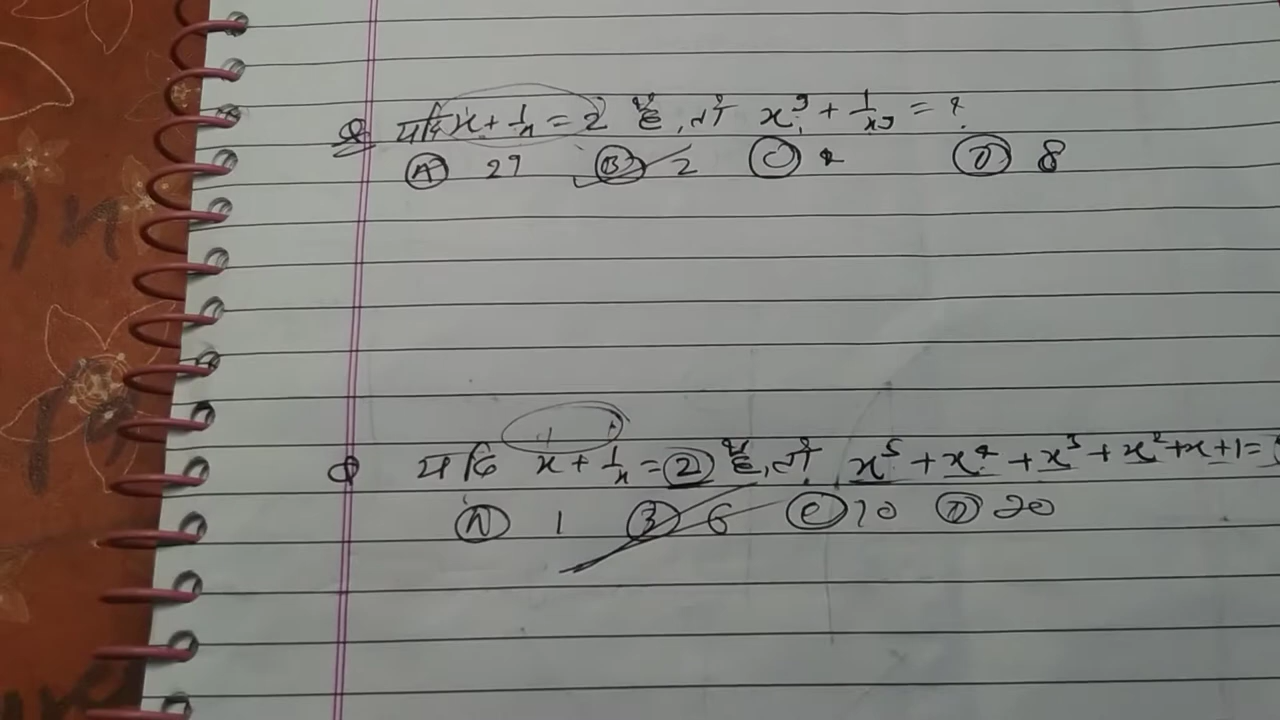 Q यदि x + 1/x = 2 है, तो x³ + 1/x³ = ?
(A) 27 (B) 2 (C) 4 (D) 8
Q यदि x + 1/x = 2 है, तो x⁵ + x⁴ + x³ + x² + x + 1 =
(A) 1 (B) 6 (C) 10 (D) 20